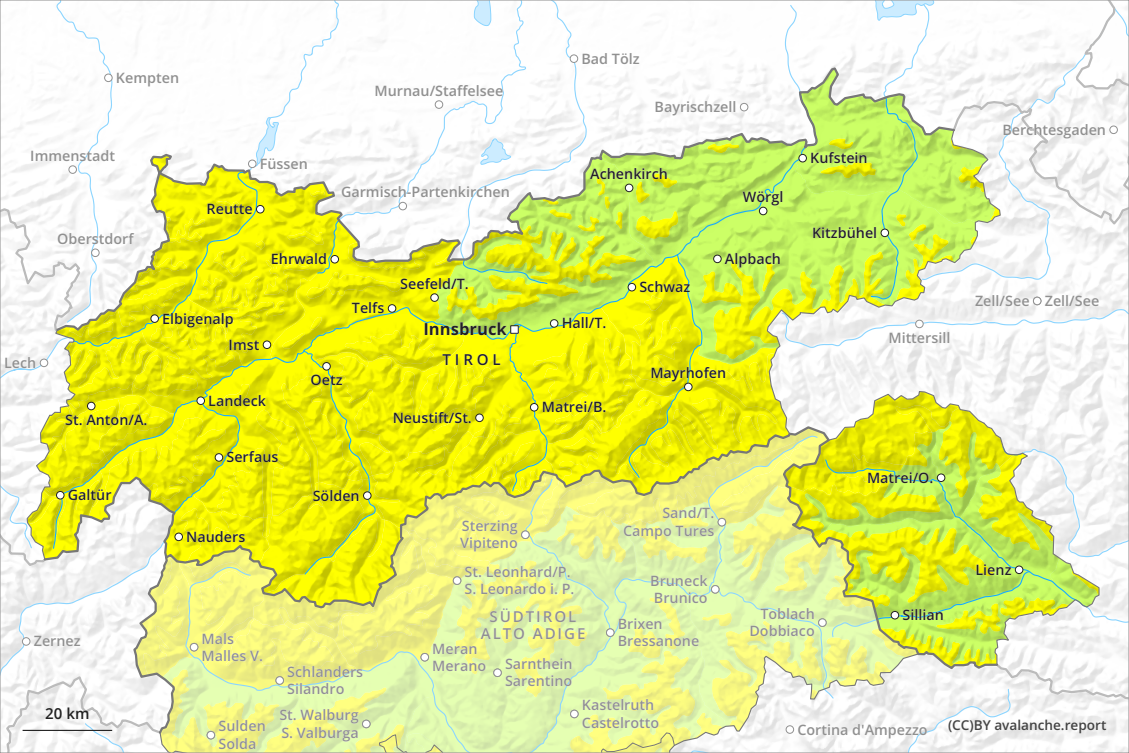 Kempten
Bad Tölz
Murnau/Staffelsee
Bayrischzell
Berchtesgaden
Immenstadt
Füssen
Kufstein
Achenkirch
Garmisch-Partenkirchen
Wörgl
Reutte
Kitzbühel
Oberstdorf
Ehrwald
Alpbach
Seefeld/T.
Schwaz
Zell/See
Zell/See
Telfs
Elbigenalp
Innsbruck
Hall/T.
Mittersill
Imst
TIROL
Lech
Oetz
Mayrhofen
Landeck
Matrei/B.
St. Anton/A.
Neustift/St.
Serfaus
Matrei/O.
Galtür
Sölden
Sand/T.
Campo Tures
Sterzing
Vipiteno
Nauders
Lienz
St. Leonhard/P.
S. Leonardo i. P.
Bruneck
Brunico
SÜDTIROL
ALTO ADIGE
Toblach
Dobbiaco
Sillian
Brixen
Bressanone
Zernez
Mals
Malles V.
Meran
Merano
Sarnthein
Sarentino
Schlanders
Silandro
Kastelruth
Castelrotto
St. Walburg
S. Valburga
20 km
Sulden
Solda
Cortina d'Ampezzo
(CC)BY avalanche.report